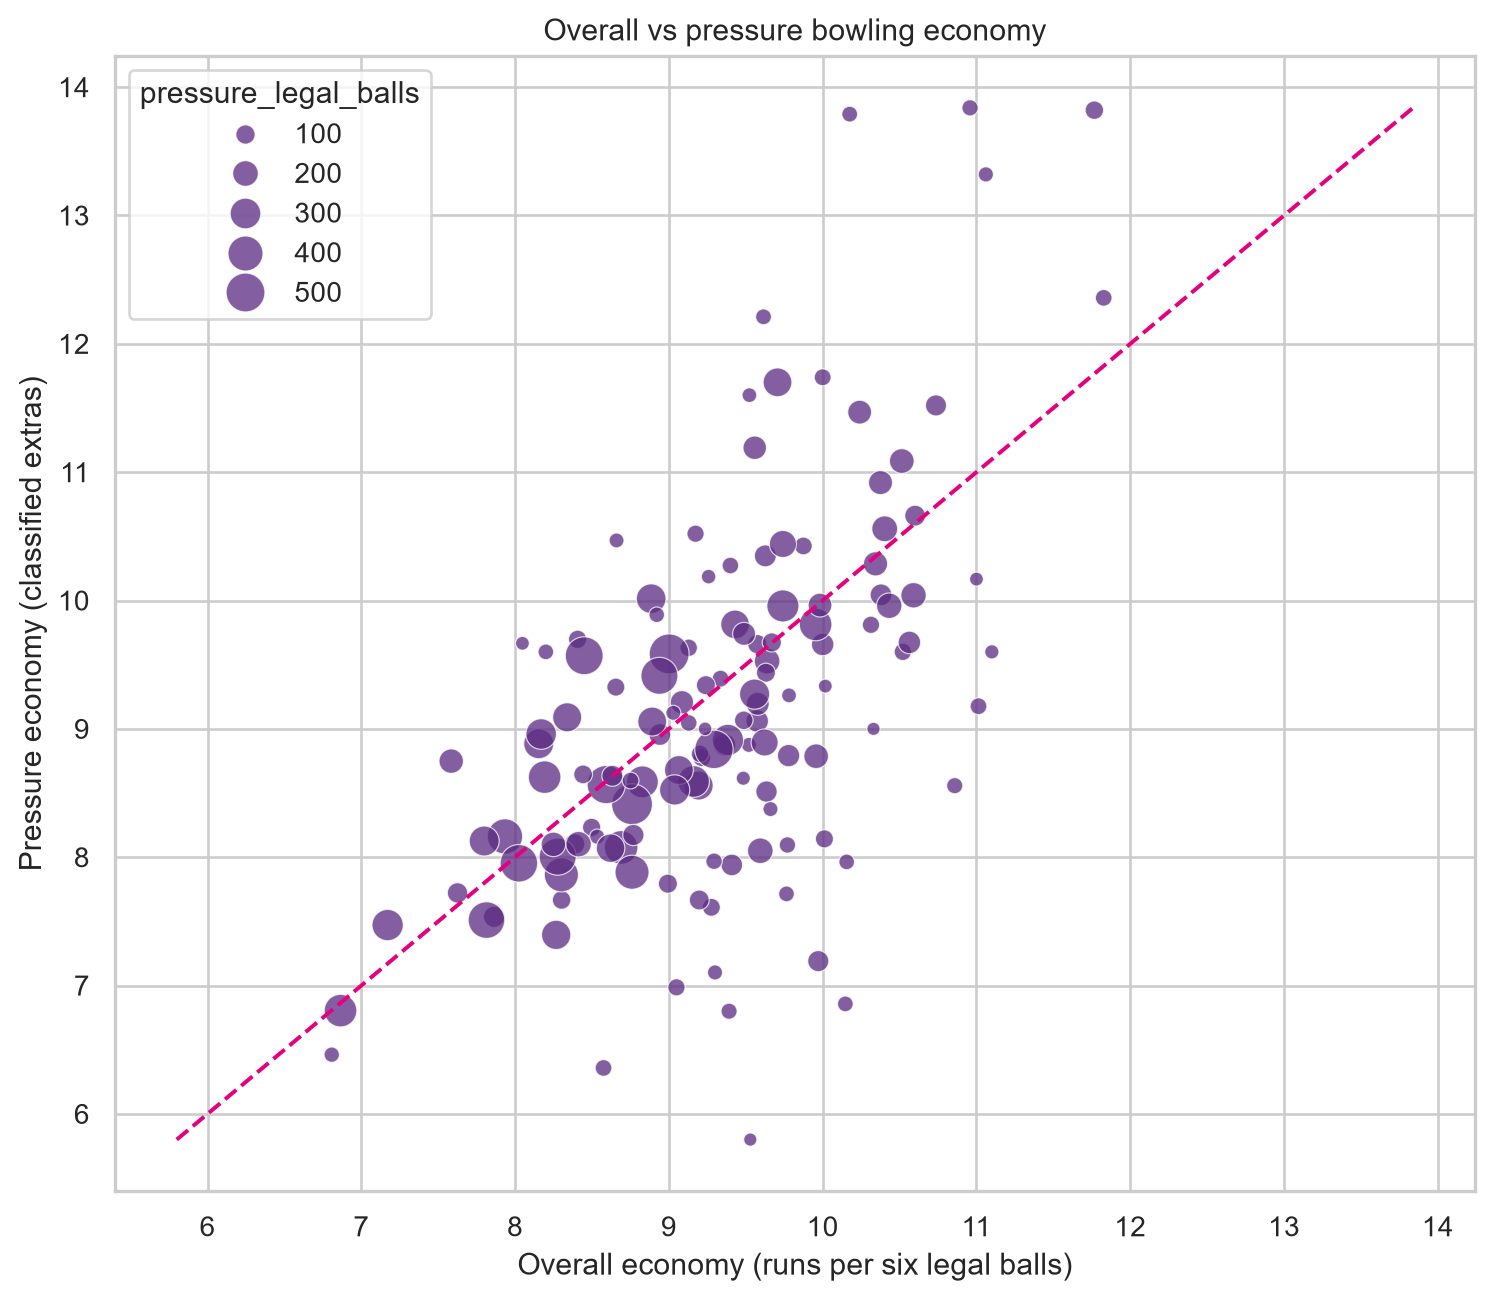 Overall vs pressure bowling economy
pressure_legal_balls
100
200
300
400
500
14
13
12
11
10
9
8
7
6
Pressure economy (classified extras)
6 7 8 9 10 11 12 13 14
Overall economy (runs per six legal balls)